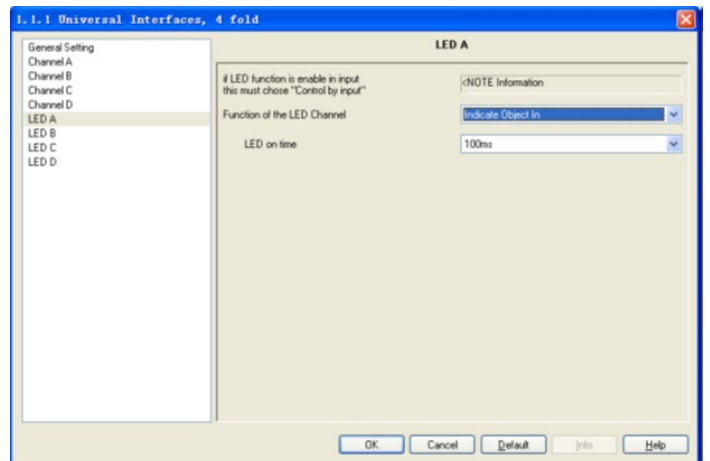 1.1.1 Universal Interfaces, 4 fold
General Setting
Channel A
Channel B
Channel C
Channel D
LED A
LED B
LED C
LED D
LED A
if LED function is enable in input
this must chose "Control by input"
<NOTE Information
Function of the LED Channel
Indicate Object In
LED on time
100ms
OK
Cancel
Default
Info
Help